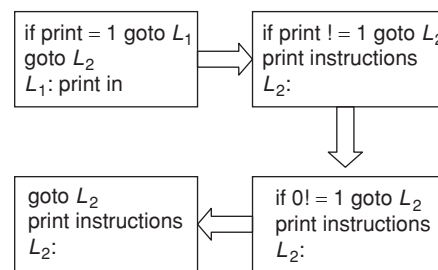 if print = 1 goto L₁
goto L₂
L₁: print in
if print ! = 1 goto L₂
print instructions
L₂:
if 0! = 1 goto L₂
print instructions
L₂:
goto L₂
print instructions
L₂: